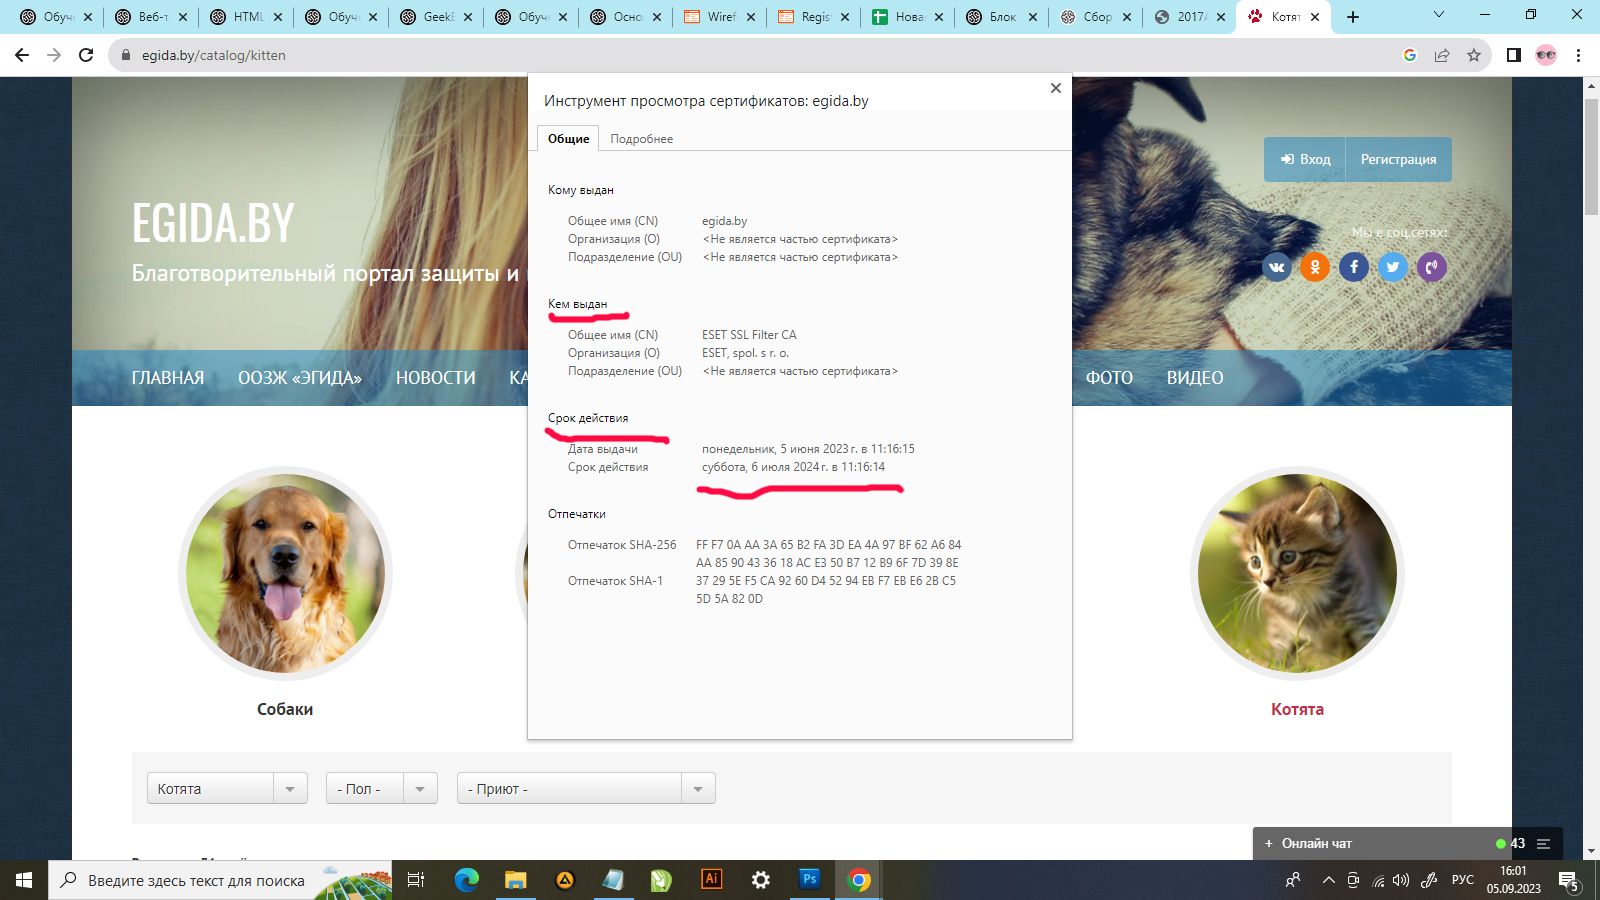 Обуч
Веб-т
HTML
Обуч
GeekB
Обуч
Осно
Wirefr
Regist
Нова
Блок
Сбор
2017A
Котят
egida.by/catalog/kitten
Инструмент просмотра сертификатов: egida.by
Общие Подробнее
Кому выдан
Общее имя (CN) egida.by
Организация (O) <Не является частью сертификата>
Подразделение (OU) <Не является частью сертификата>
Кем выдан
Общее имя (CN) ESET SSL Filter CA
Организация (O) ESET, spol. s r. o.
Подразделение (OU) <Не является частью сертификата>
Срок действия
Дата выдачи понедельник, 5 июня 2023 г. в 11:16:15
Срок действия суббота, 6 июля 2024 г. в 11:16:14
Отпечатки
Отпечаток SHA-256 FF F7 0A AA 3A 65 B2 FA 3D EA 4A 97 BF 62 A6 84
AA 85 90 43 36 18 AC E3 50 B7 12 B9 6F 7D 39 8E
Отпечаток SHA-1 37 29 5E F5 CA 92 60 D4 52 94 EB F7 EB E6 2B C5
5D 5A 82 0D
Вход Регистрация
EGIDA.BY
Благотворительный портал защиты и
Мы в соц.сетях:
ГЛАВНАЯ ООЗЖ «ЭГИДА» НОВОСТИ КА ФОТО ВИДЕО
Собаки Котята
Котята - Пол - - Приют -
+ Онлайн чат 43
Введите здесь текст для поиска
Ai
Ps
РУС
16:01
05.09.2023
5